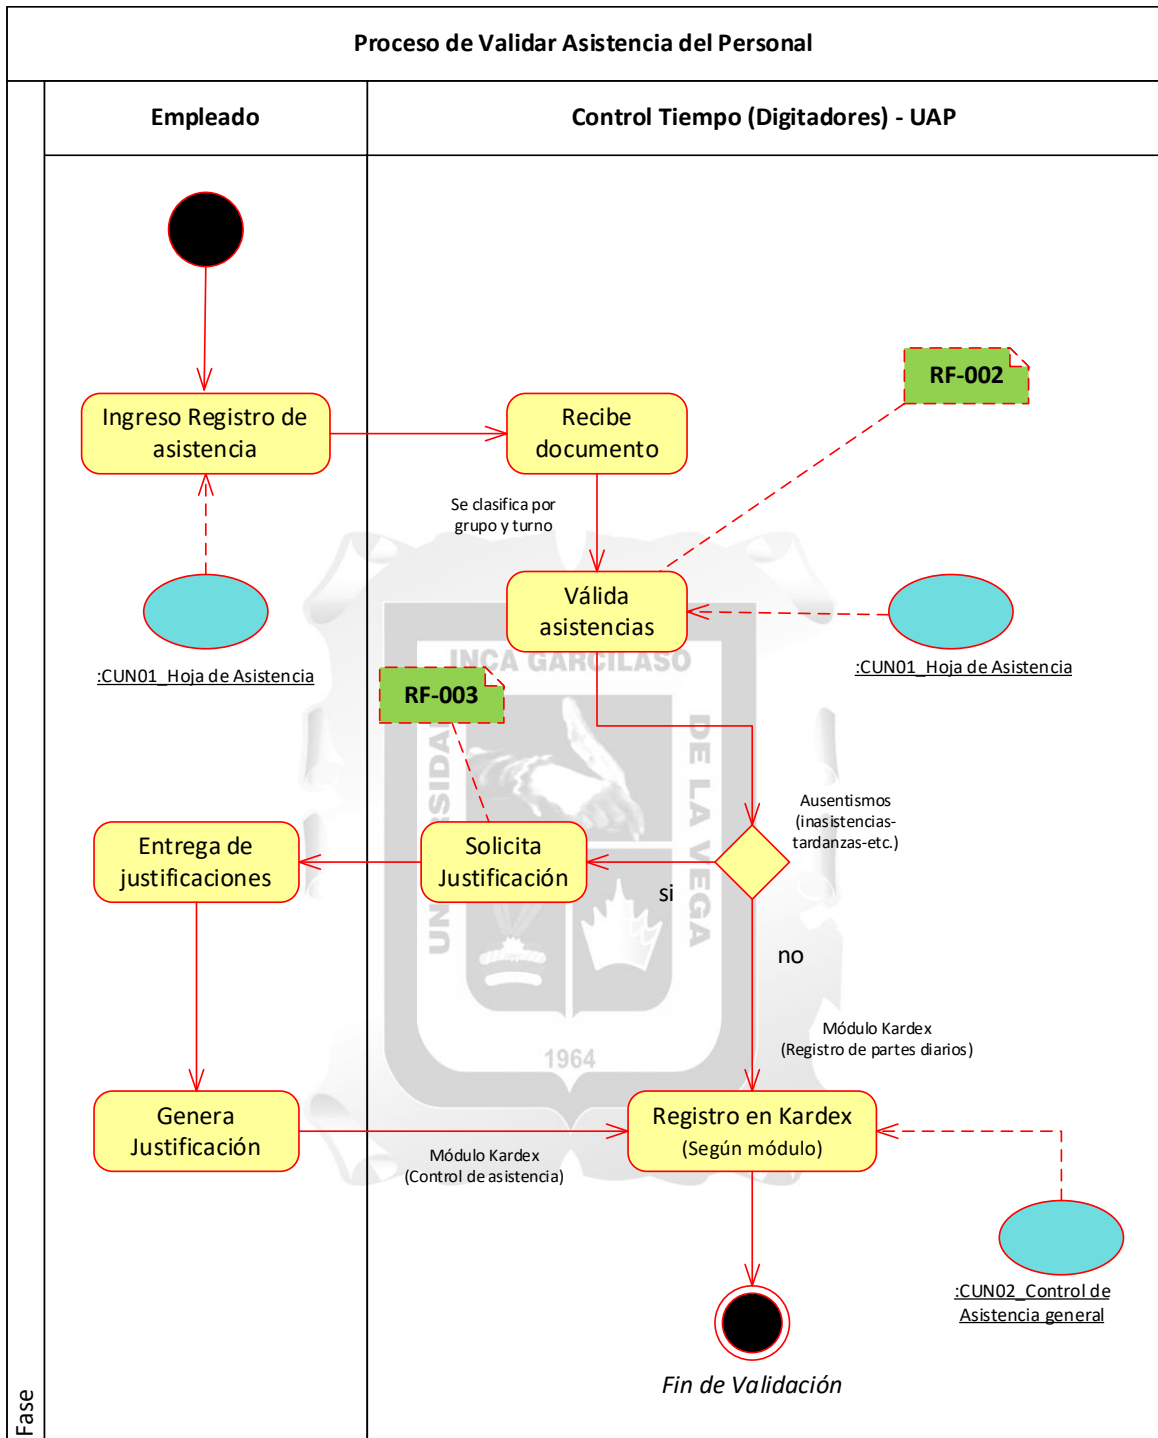 Proceso de Validar Asistencia del Personal
Empleado
Control Tiempo (Digitadores) - UAP
Fase
RF-002
Ingreso Registro de
asistencia
Recibe
documento
Se clasifica por
grupo y turno
Válida
asistencias
:CUN01_Hoja de Asistencia
:CUN01_Hoja de Asistencia
INCA GARCILASO
DE LA VEGA
RF-003
Ausentismos
(inasistencias-
tardanzas-etc.)
Entrega de
justificaciones
Solicita
Justificación
si
no
1964
Módulo Kardex
(Registro de partes diarios)
Genera
Justificación
Módulo Kardex
(Control de asistencia)
Registro en Kardex
(Según módulo)
:CUN02_Control de
Asistencia general
Fin de Validación